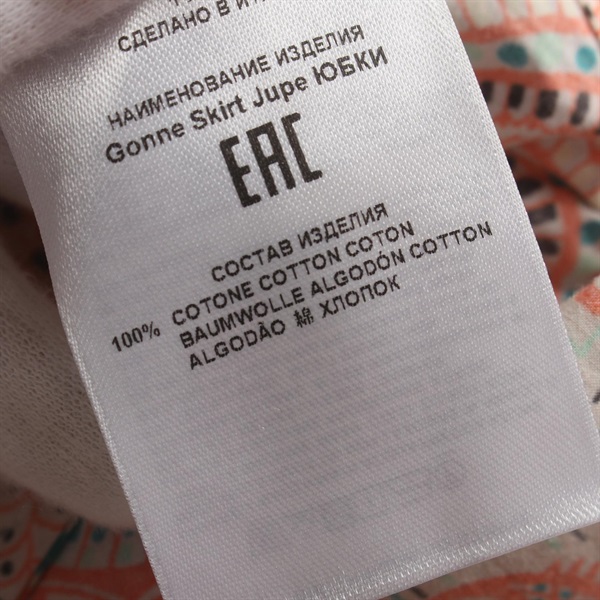 СДЕЛАНО В
НАИМЕНОВАНИЕ ИЗДЕЛИЯ
Gonne Skirt Jupe ЮБКИ
EAC
СОСТАВ ИЗДЕЛИЯ
100% COTONE COTTON COTON
BAUMWOLLE ALGODÓN COTTON
ALGODÃO 綿 ХЛОПОК